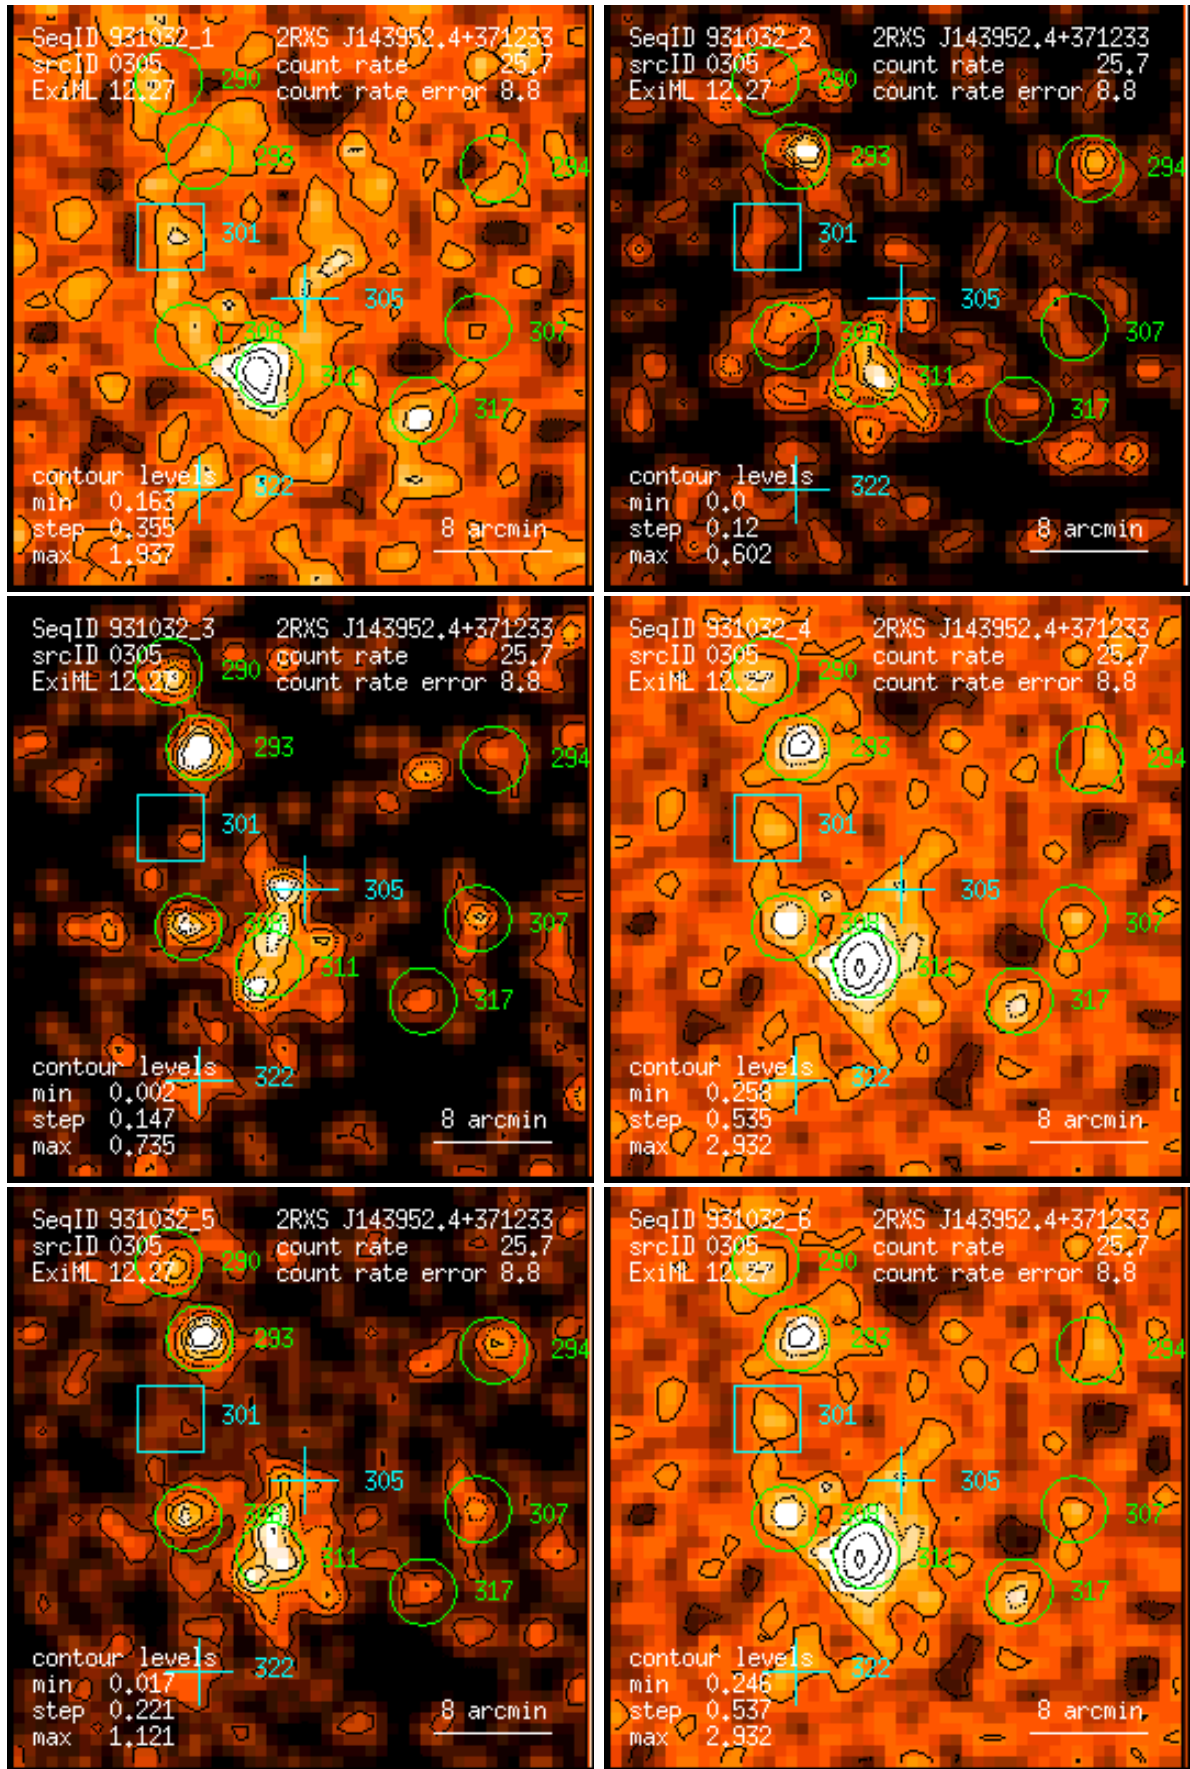 SeqID 931032_1 2RXS J143952.4+371233
srcID 0305 count rate 25.7
ExiML 12.27 count rate error 8.8
290
293
294
301
305
307
308
311
317
322
contour levels
min 0.163
step 0.355
max 1.937
8 arcmin
SeqID 931032_2 2RXS J143952.4+371233
srcID 0305 count rate 25.7
ExiML 12.27 count rate error 8.8
290
293
294
301
305
307
308
311
317
322
contour levels
min 0.0
step 0.12
max 0.602
8 arcmin
SeqID 931032_3 2RXS J143952.4+371233
srcID 0305 count rate 25.7
ExiML 12.27 count rate error 8.8
290
293
294
301
305
307
308
311
317
322
contour levels
min 0.002
step 0.147
max 0.735
8 arcmin
SeqID 931032_4 2RXS J143952.4+371233
srcID 0305 count rate 25.7
ExiML 12.27 count rate error 8.8
290
293
294
301
305
307
308
311
317
322
contour levels
min 0.258
step 0.535
max 2.932
8 arcmin
SeqID 931032_5 2RXS J143952.4+371233
srcID 0305 count rate 25.7
ExiML 12.27 count rate error 8.8
290
293
294
301
305
307
308
311
317
322
contour levels
min 0.017
step 0.221
max 1.121
8 arcmin
SeqID 931032_6 2RXS J143952.4+371233
srcID 0305 count rate 25.7
ExiML 12.27 count rate error 8.8
290
293
294
301
305
307
308
311
317
322
contour levels
min 0.246
step 0.537
max 2.932
8 arcmin